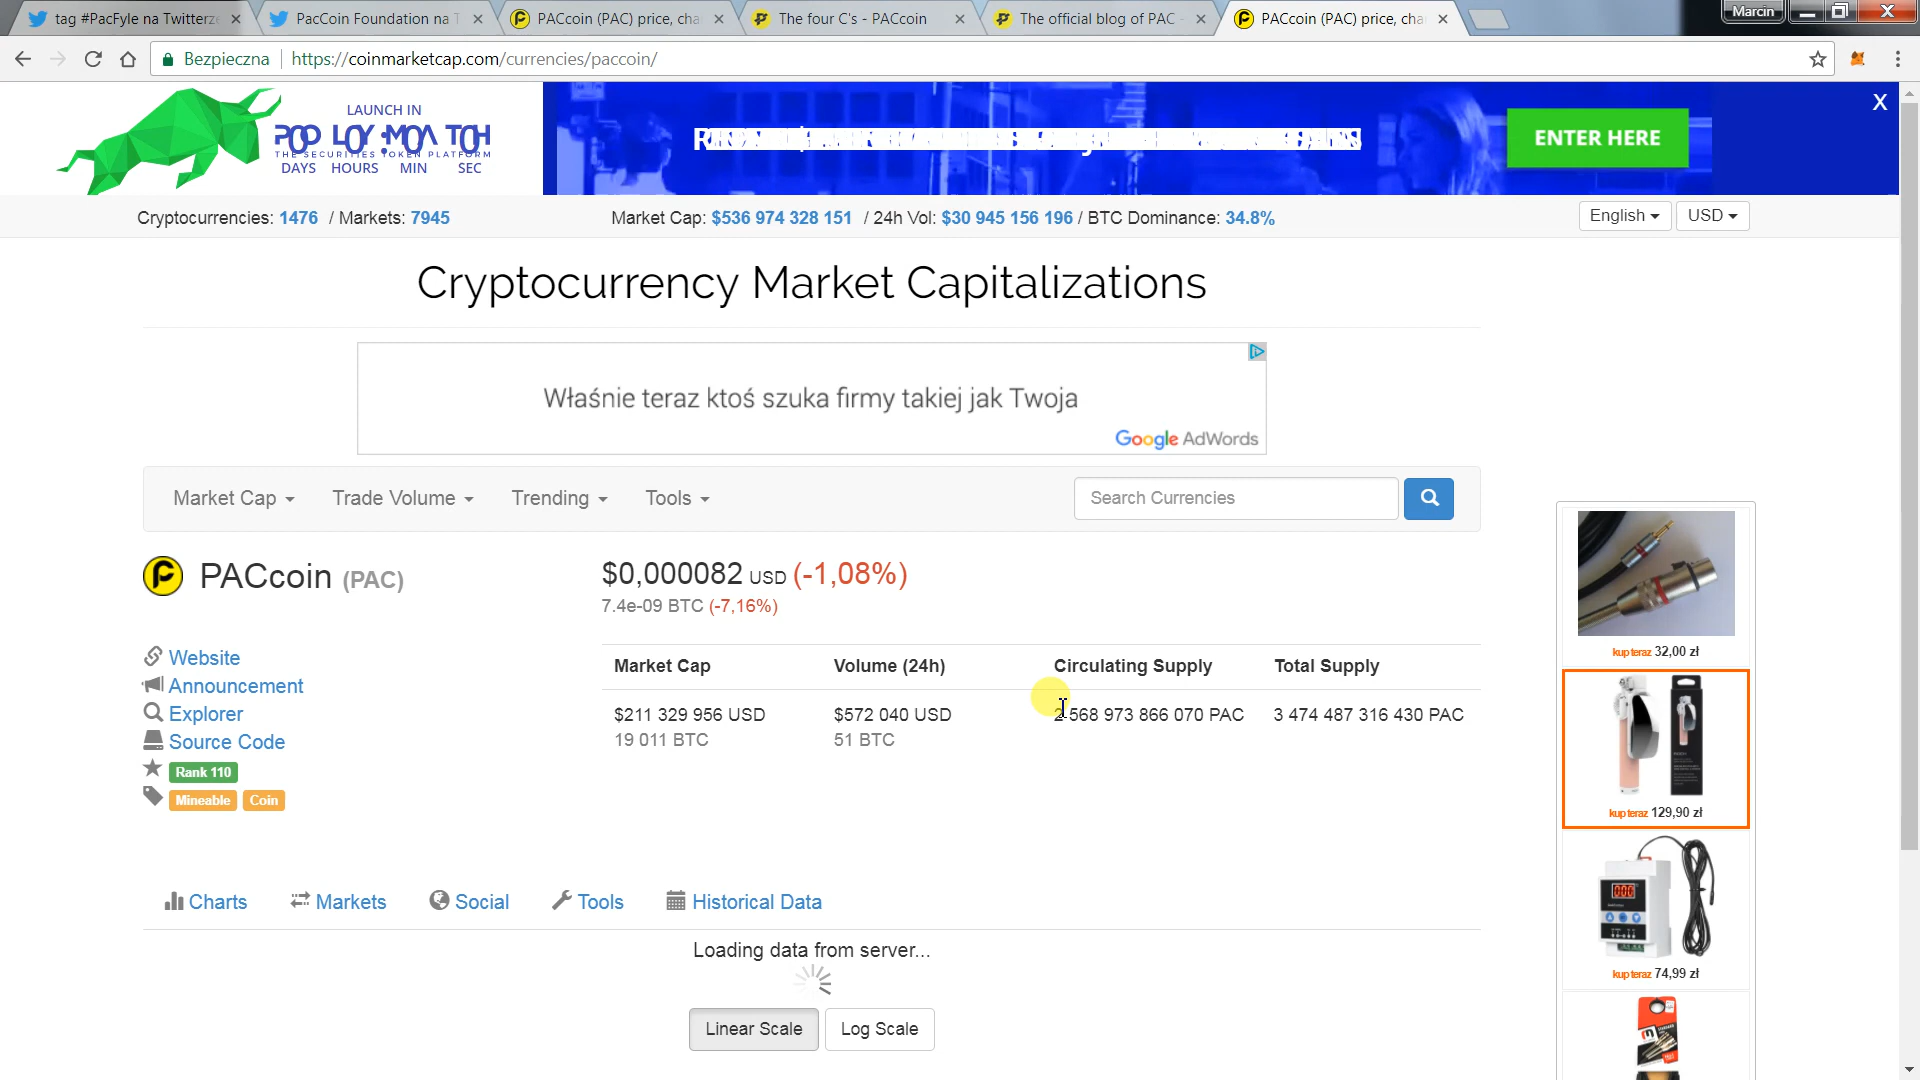 tag #PacFyle na Twitterze
PacCoin Foundation na T
PACcoin (PAC) price, cha
The four C's - PACcoin
The official blog of PAC -
PACcoin (PAC) price, cha
Marcin
Bezpieczna
https://coinmarketcap.com/currencies/paccoin/
LAUNCH IN
THE SECURITIES TOKEN PLATFORM
DAYS HOURS MIN SEC
ENTER HERE
X
Cryptocurrencies: 1476 / Markets: 7945
Market Cap: $536 974 328 151 / 24h Vol: $30 945 156 196 / BTC Dominance: 34.8%
English
USD
Cryptocurrency Market Capitalizations
Właśnie teraz ktoś szuka firmy takiej jak Twoja
Google AdWords
Market Cap
Trade Volume
Trending
Tools
Search Currencies
PACcoin (PAC)
$0,000082 USD (-1,08%)
7.4e-09 BTC (-7,16%)
Website
Announcement
Explorer
Source Code
Rank 110
Mineable Coin
Market Cap Volume (24h) Circulating Supply Total Supply
$211 329 956 USD $572 040 USD 2 568 973 866 070 PAC 3 474 487 316 430 PAC
19 011 BTC 51 BTC
kup teraz 32,00 zł
kup teraz 129,90 zł
kup teraz 74,99 zł
Charts
Markets
Social
Tools
Historical Data
Loading data from server...
Linear Scale
Log Scale